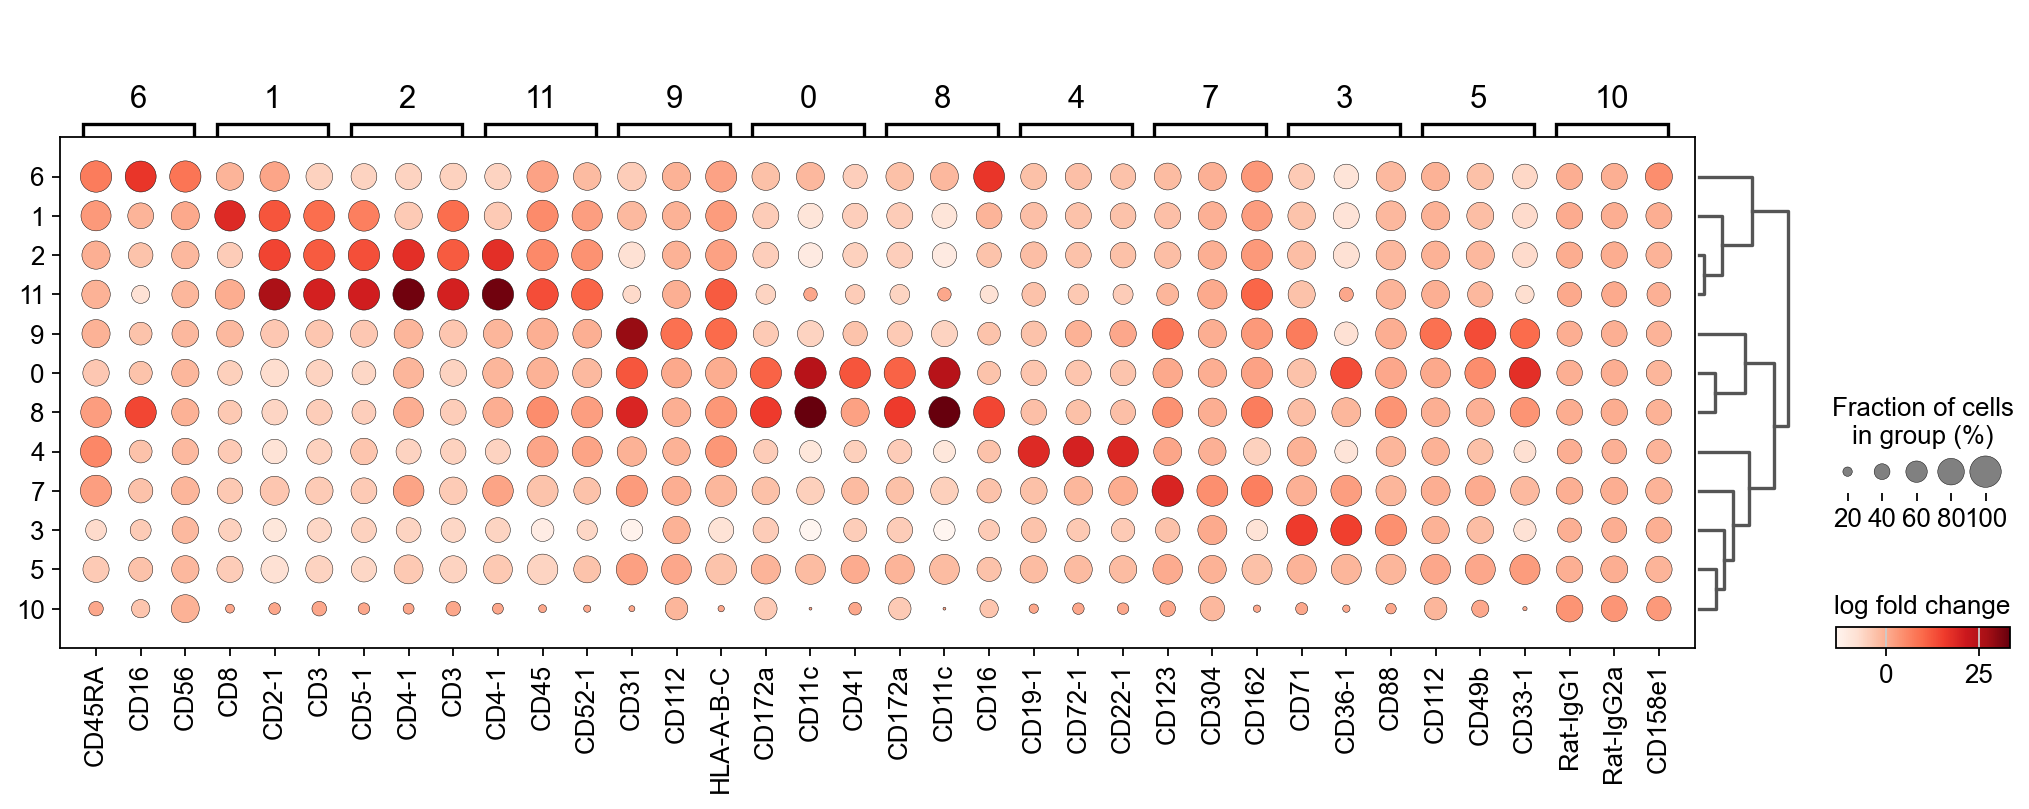 6 1 2 11 9 0 8 4 7 3 5 10
6
1
2
11
9
0
8
4
7
3
5
10
CD45RA CD16 CD56 CD8 CD2-1 CD3 CD5-1 CD4-1 CD3 CD4-1 CD45 CD52-1 CD31 CD112 HLA-A-B-C CD172a CD11c CD41 CD172a CD11c CD16 CD19-1 CD72-1 CD22-1 CD123 CD304 CD162 CD71 CD36-1 CD88 CD112 CD49b CD33-1 Rat-IgG1 Rat-IgG2a CD158e1
Fraction of cells
in group (%)
20 40 60 80 100
log fold change
0 25